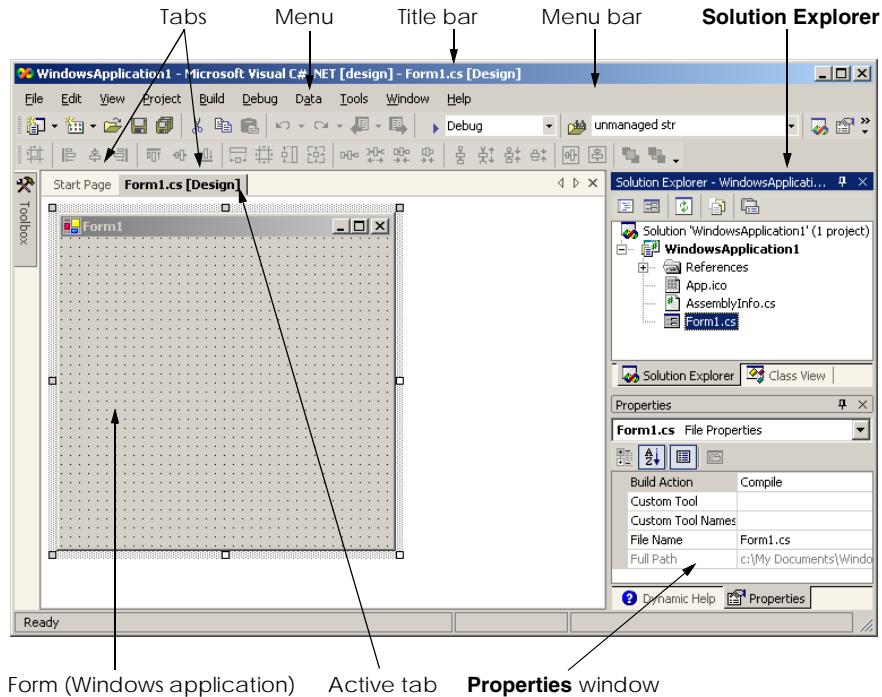 Tabs Menu Title bar Menu bar Solution Explorer
WindowsApplication1 - Microsoft Visual C# .NET [design] - Form1.cs [Design]
File Edit View Project Build Debug Data Tools Window Help
Debug unmanaged str
Start Page Form1.cs [Design]
Toolbox
Form1
Solution Explorer - WindowsApplicati...
Solution 'WindowsApplication1' (1 project)
WindowsApplication1
References
App.ico
AssemblyInfo.cs
Form1.cs
Solution Explorer Class View
Properties
Form1.cs File Properties
Build Action Compile
Custom Tool
Custom Tool Names
File Name Form1.cs
Full Path c:\My Documents\Windo
Dynamic Help Properties
Ready
Form (Windows application) Active tab Properties window